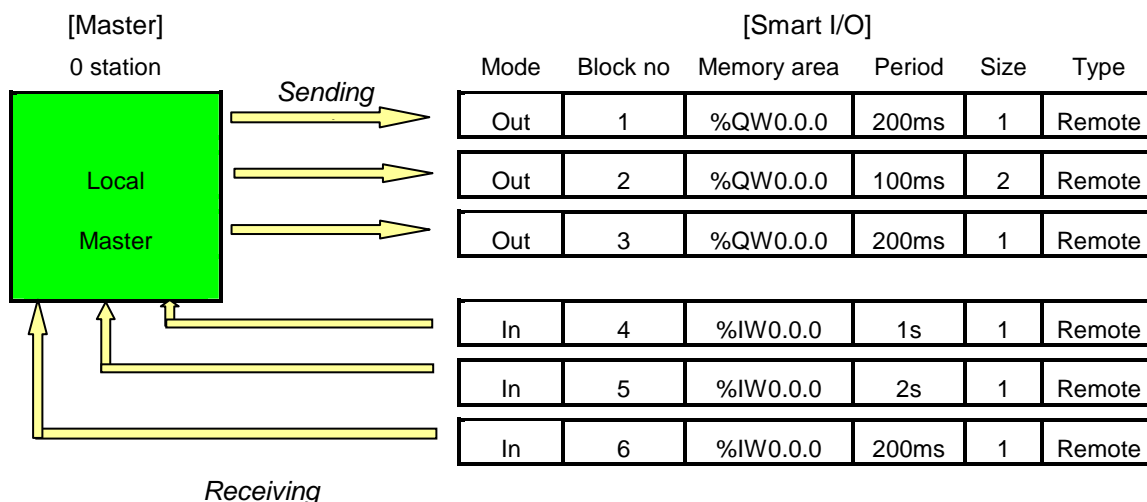 [Master] [Smart I/O]
0 station Mode Block no Memory area Period Size Type
Sending
Out 1 %QW0.0.0 200ms 1 Remote
Local Out 2 %QW0.0.0 100ms 2 Remote
Master Out 3 %QW0.0.0 200ms 1 Remote
In 4 %IW0.0.0 1s 1 Remote
In 5 %IW0.0.0 2s 1 Remote
In 6 %IW0.0.0 200ms 1 Remote
Receiving